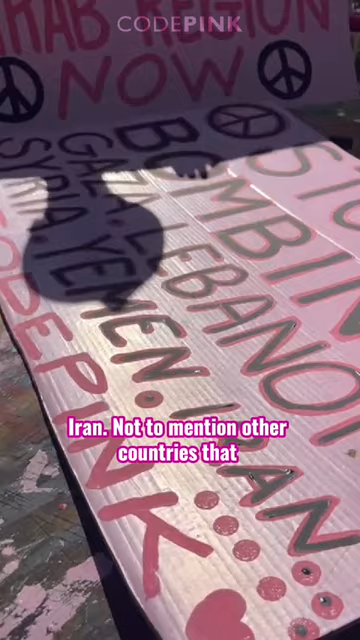 CODEPINK
ARAB REGION
NOW
STOP
BOMBING
GAZA. LEBANON
SYRIA. YEMEN. IRAN...
CODEPINK
Iran. Not to mention other
countries that